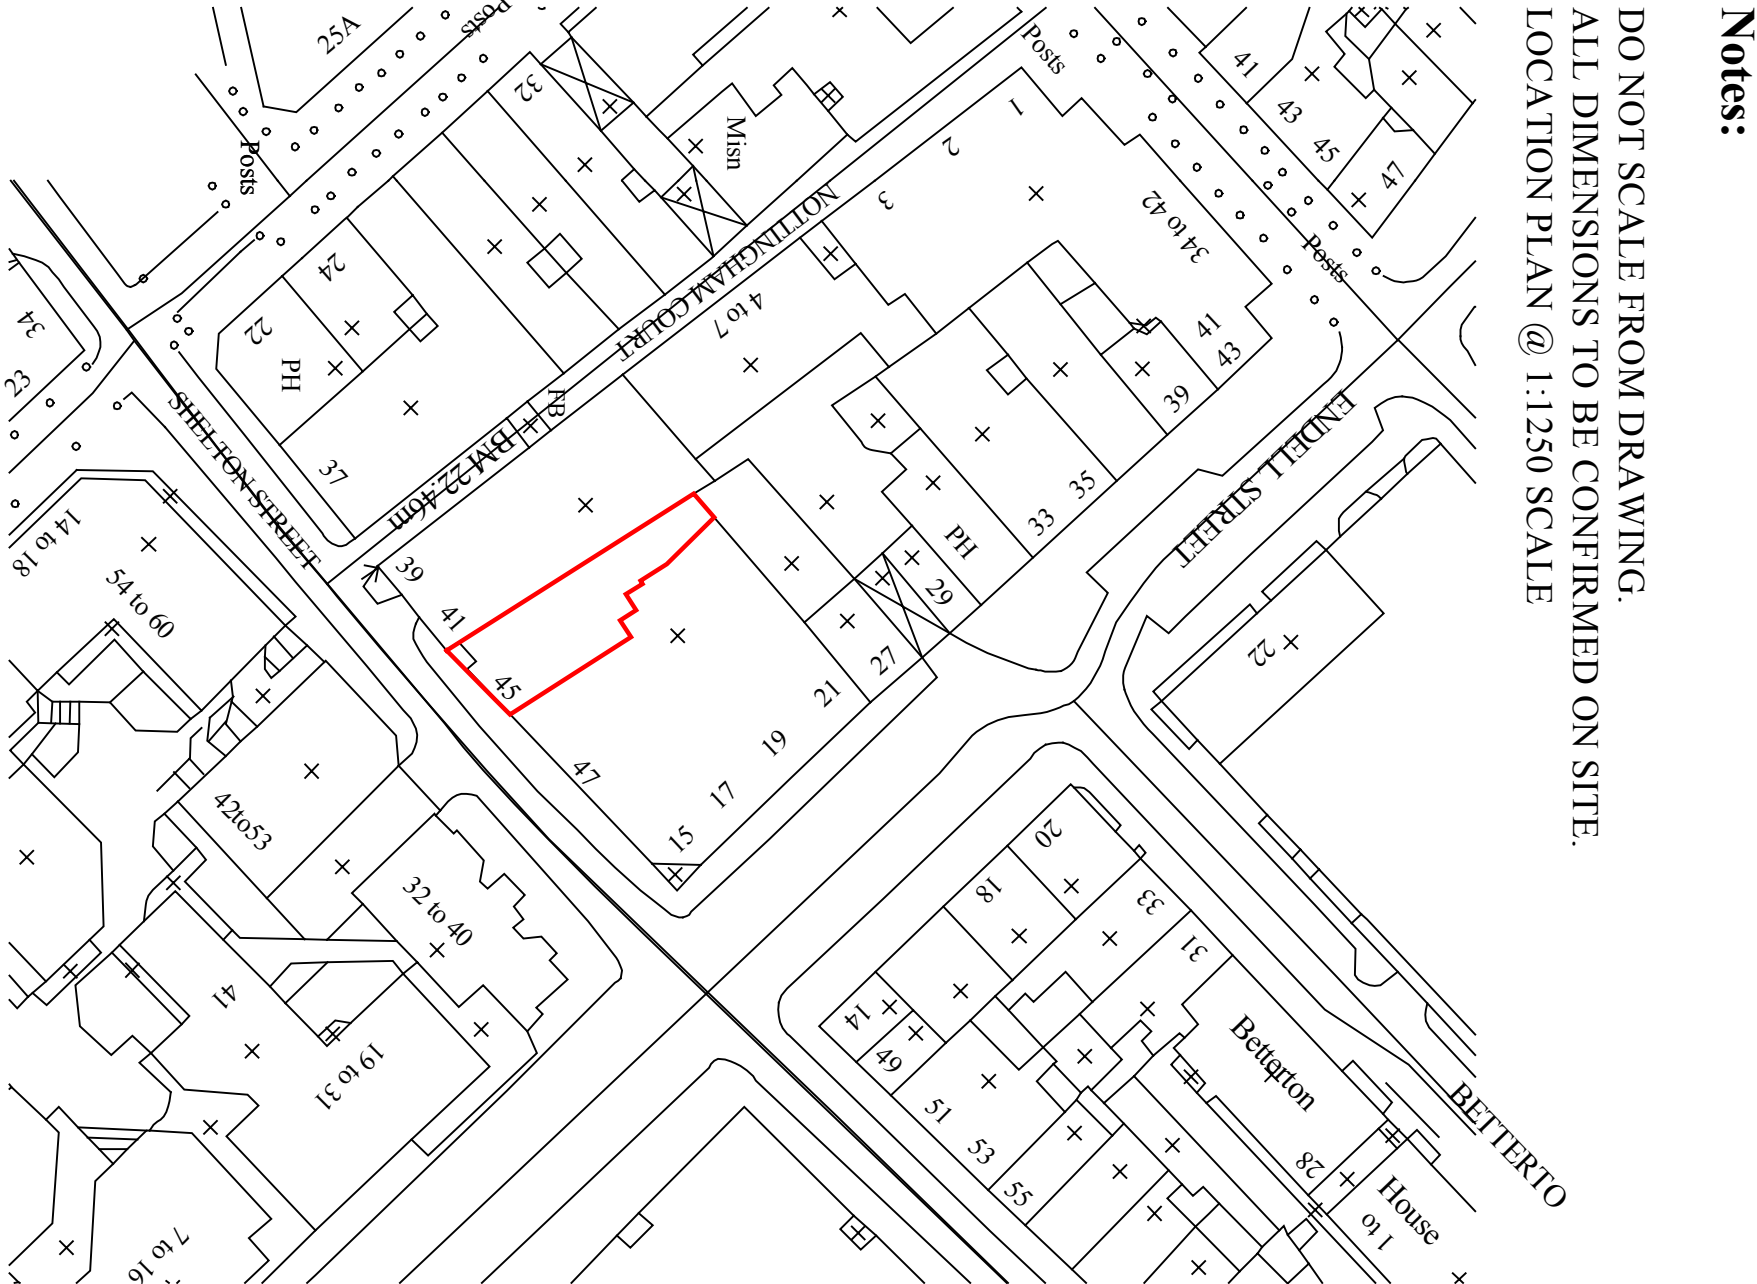 Notes:
DO NOT SCALE FROM DRAWING.
ALL DIMENSIONS TO BE CONFIRMED ON SITE.
LOCATION PLAN @ 1:1250 SCALE
25A
Posts
Posts
32
Misn
Posts
1
2
3
41
43
45
47
34 to 42
Posts
NOTTINGHAM COURT
4 to 7
24
22
PH
34
23
SHELTON STREET
37
FB
BM 22.46m
41
43
39
35
33
PH
29
27
21
19
17
15
ENDELL STREET
22
39
41
45
47
14 to 18
54 to 60
42to53
32 to 40
41
19 to 31
7 to 16
20
18
14
49
51
53
55
33
31
Betterton
28
House
1 to
BETTERTO